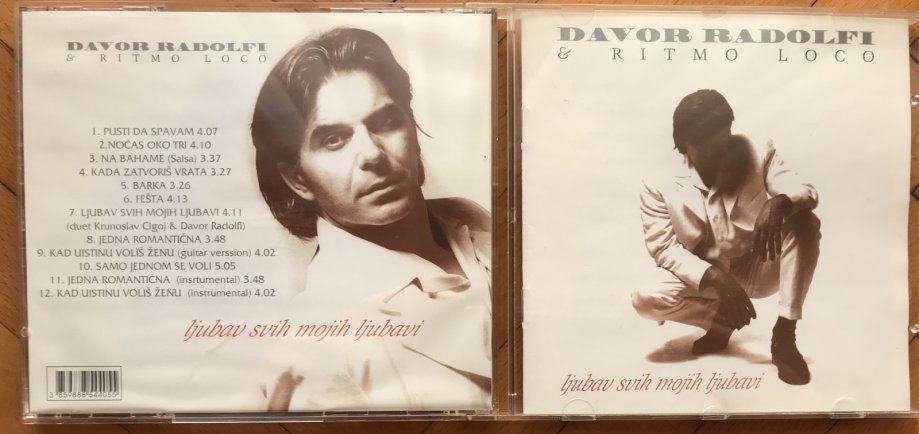 DAVOR RADOLFI
& RITMO LOCO
1. PUSTI DA SPAVAM 4.07
2.NOĆAS OKO TRI 4.10
3. NA BAHAME (Salsa) 3.37
4. KADA ZATVORIŠ VRATA 3.27
5. BARKA 3.26
6. FEŠTA 4.13
7. LJUBAV SVIH MOJIH LJUBAVI 4.11
(duet Krunoslav Cigoj & Davor Radolfi)
8. JEDNA ROMANTIČNA 3.48
9. KAD UISTINU VOLIŠ ŽENU (guitar verssion) 4.02
10. SAMO JEDNOM SE VOLI 5.05
11. JEDNA ROMANTIČNA (insrtumental) 3.48
12. KAD UISTINU VOLIŠ ŽENU (instrumental) 4.02
ljubav svih mojih ljubavi
3 859888 544055
DAVOR RADOLFI
& RITMO LOCO
ljubav svih mojih ljubavi